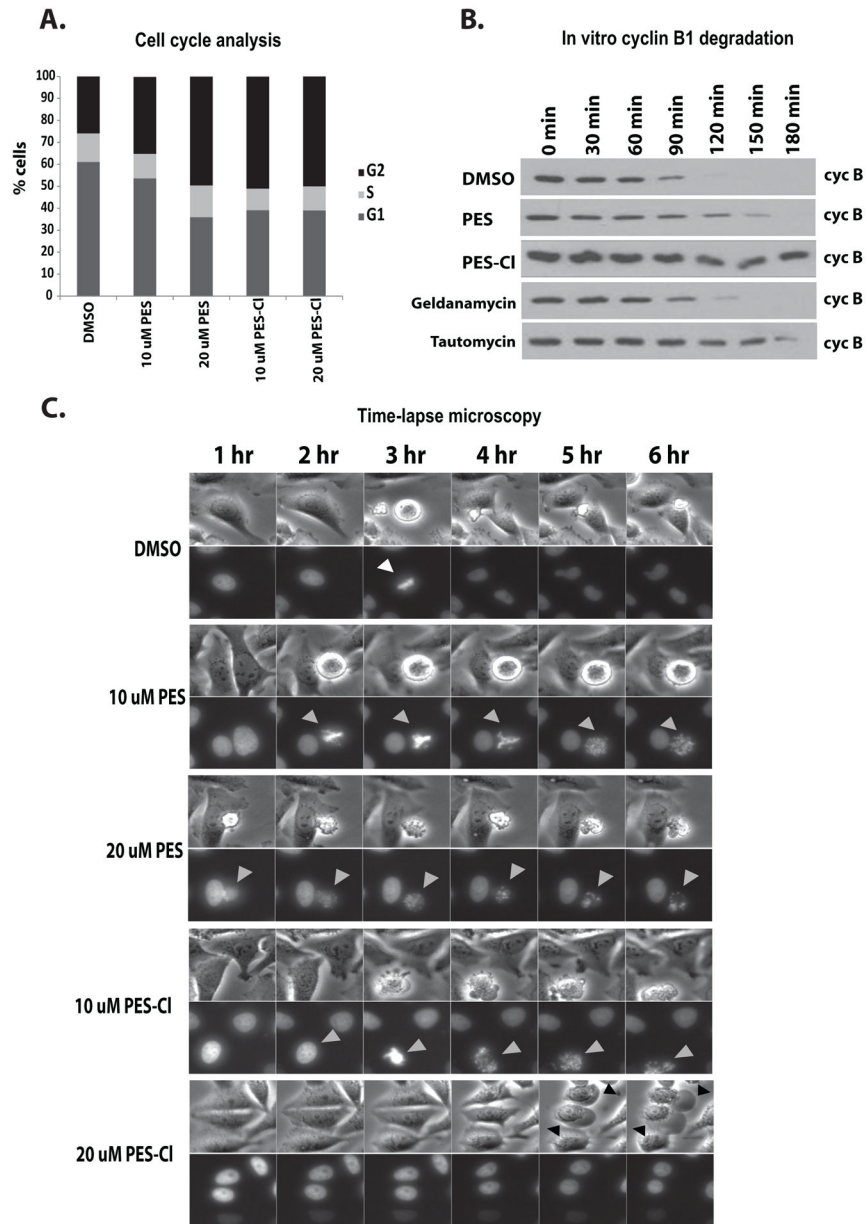 A.
Cell cycle analysis
% cells
100
90
80
70
60
50
40
30
20
10
0
DMSO
10 uM PES
20 uM PES
10 uM PES-Cl
20 uM PES-Cl
G2
S
G1
B.
In vitro cyclin B1 degradation
0 min
30 min
60 min
90 min
120 min
150 min
180 min
DMSO cyc B
PES cyc B
PES-Cl cyc B
Geldanamycin cyc B
Tautomycin cyc B
C.
Time-lapse microscopy
1 hr 2 hr 3 hr 4 hr 5 hr 6 hr
DMSO
10 uM PES
20 uM PES
10 uM PES-Cl
20 uM PES-Cl